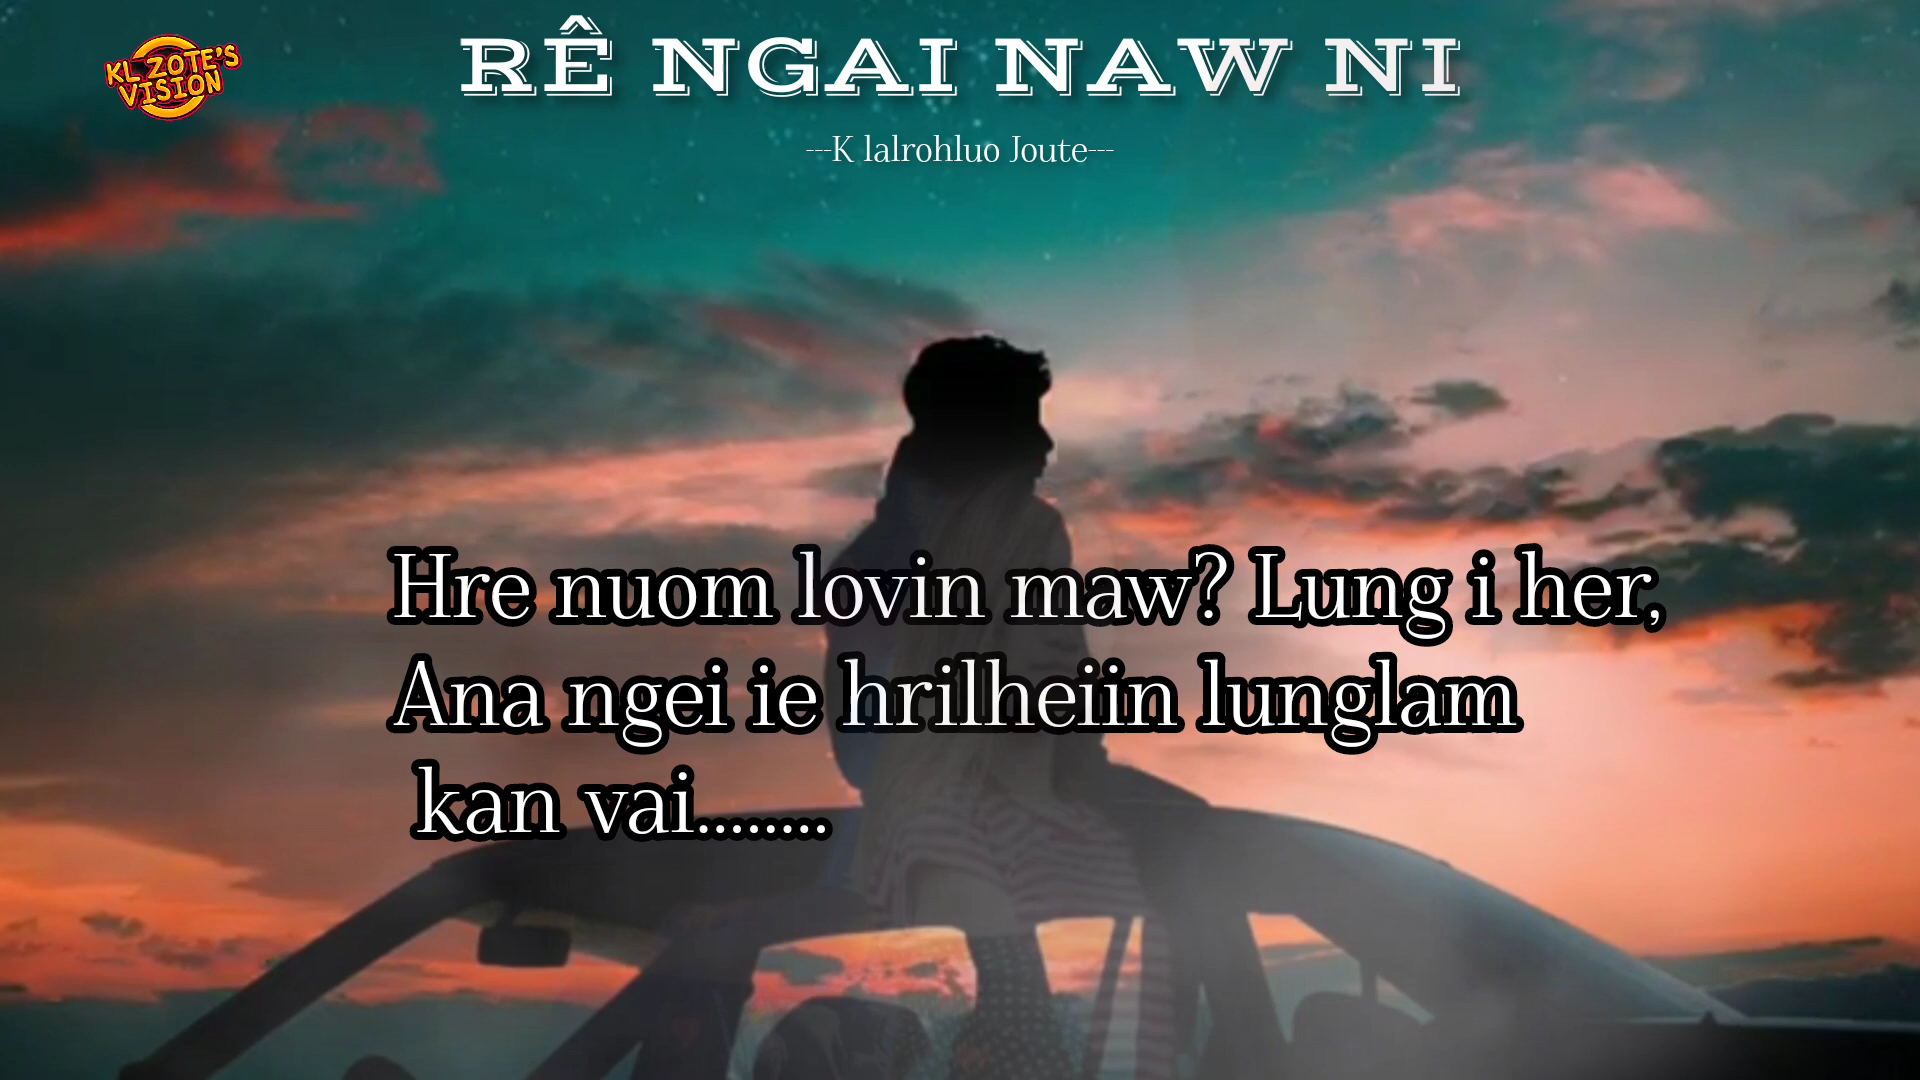 KL ZOTE'S
VISION
RÊ NGAI NAW NI
---K lalrohluo Joute---
Hre nuom lovin maw? Lung i her,
Ana ngei ie hrilheiin lunglam
kan vai........